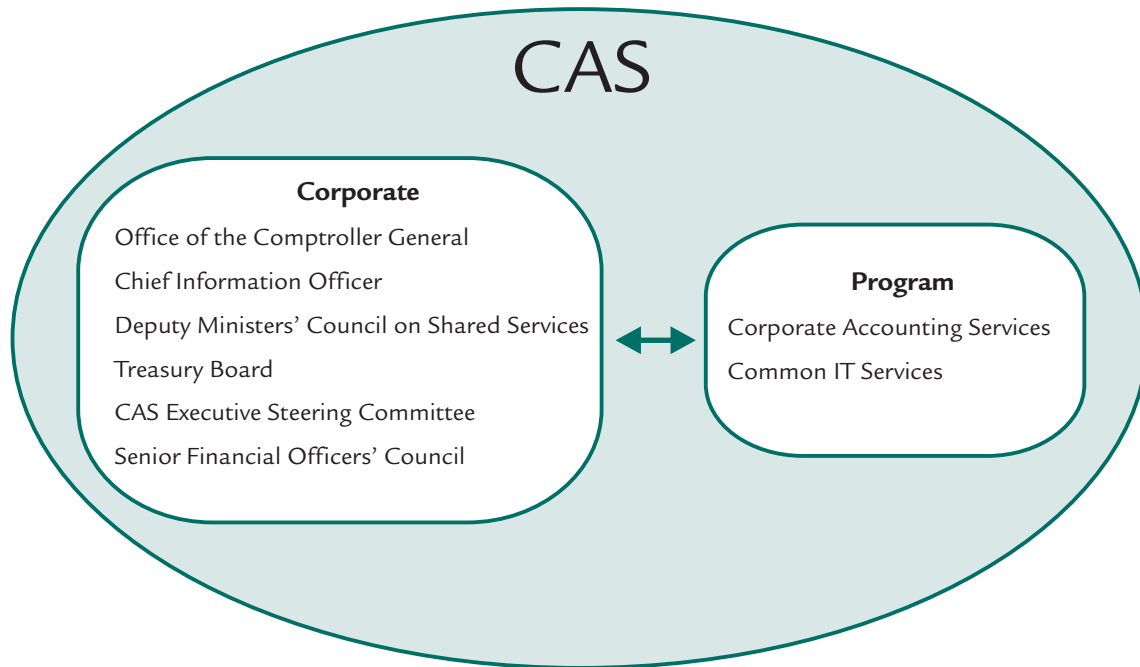 CAS
Corporate
Office of the Comptroller General
Chief Information Officer
Deputy Ministers’ Council on Shared Services
Treasury Board
CAS Executive Steering Committee
Senior Financial Officers’ Council
Program
Corporate Accounting Services
Common IT Services